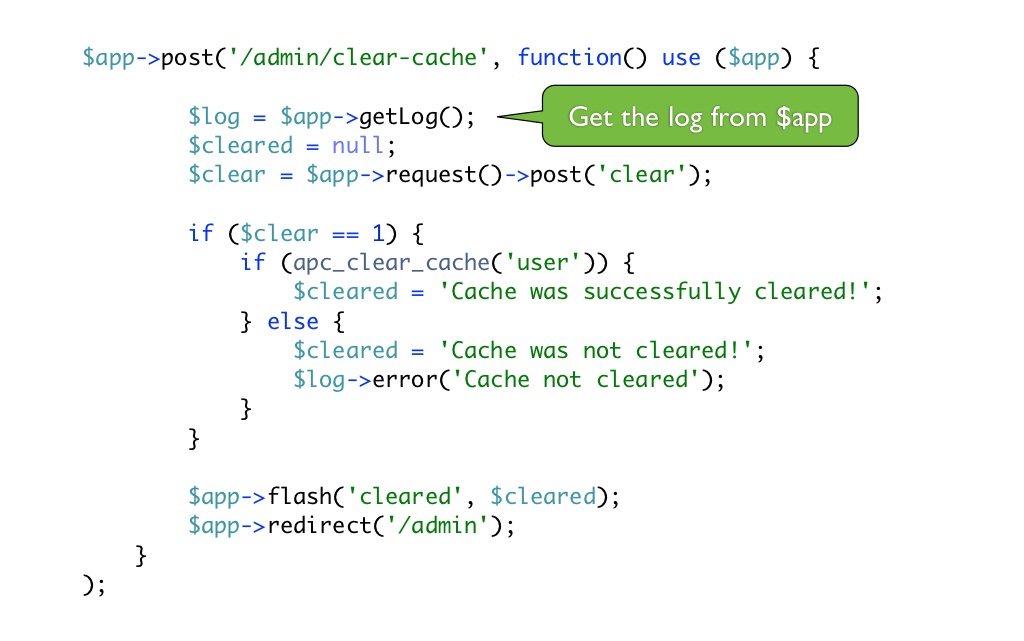 $app->post('/admin/clear-cache', function() use ($app) {
$log = $app->getLog();
Get the log from $app
$cleared = null;
$clear = $app->request()->post('clear');
if ($clear == 1) {
if (apc_clear_cache('user')) {
$cleared = 'Cache was successfully cleared!';
} else {
$cleared = 'Cache was not cleared!';
$log->error('Cache not cleared');
}
}
$app->flash('cleared', $cleared);
$app->redirect('/admin');
}
);